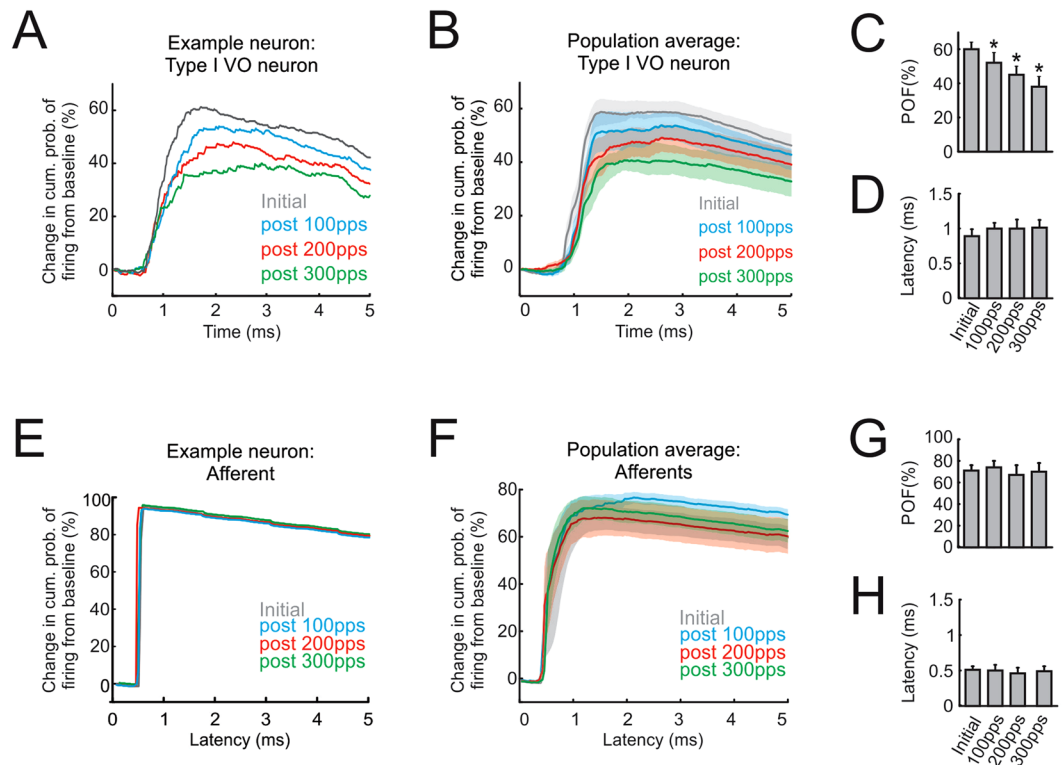 A
Example neuron:
Type I VO neuron
Change in cum. prob. of
firing from baseline (%)
60
40
20
0
Initial
post 100pps
post 200pps
post 300pps
0 1 2 3 4 5
Time (ms)
B
Population average:
Type I VO neuron
Change in cum. prob. of
firing from baseline (%)
60
40
20
0
Initial
post 100pps
post 200pps
post 300pps
0 1 2 3 4 5
Time (ms)
C
POF(%)
60
40
20
0
* * *
D
Latency (ms)
1.5
1
0.5
0
Initial
100pps
200pps
300pps
E
Example neuron:
Afferent
Change in cum. prob. of
firing from baseline (%)
100
80
60
40
20
0
Initial
post 100pps
post 200pps
post 300pps
0 1 2 3 4 5
Latency (ms)
F
Population average:
Afferents
Change in cum. prob. of
firing from baseline (%)
80
60
40
20
0
Initial
post 100pps
post 200pps
post 300pps
0 1 2 3 4 5
Latency (ms)
G
POF(%)
100
80
60
40
20
0
H
Latency (ms)
1.5
1
0.5
0
Initial
100pps
200pps
300pps